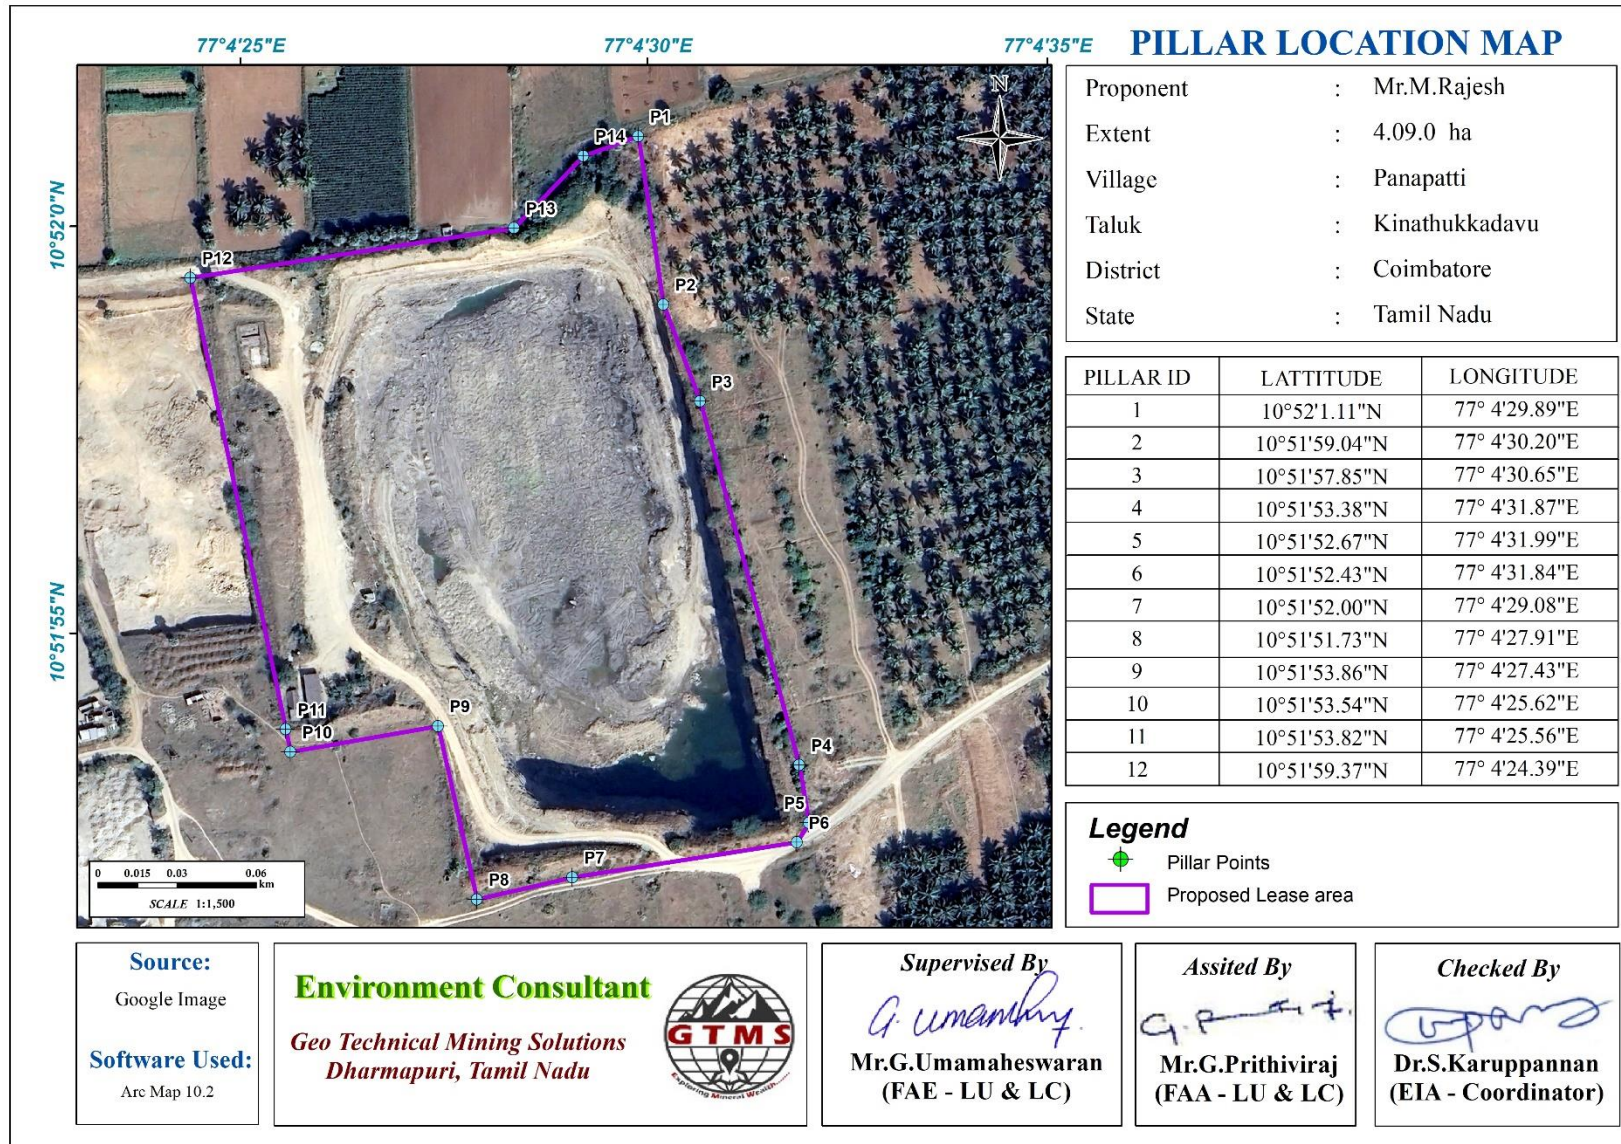 PILLAR LOCATION MAP
77°4'25"E
77°4'30"E
77°4'35"E
10°52'0"N
10°51'55"N
N
P1
P14
P13
P12
P2
P3
P11
P10
P9
P4
P5
P6
P7
P8
0 0.015 0.03 0.06
km
SCALE 1:1,500
Proponent : Mr.M.Rajesh
Extent : 4.09.0 ha
Village : Panapatti
Taluk : Kinathukkadavu
District : Coimbatore
State : Tamil Nadu
PILLAR ID LATTITUDE LONGITUDE
1 10°52'1.11"N 77° 4'29.89"E
2 10°51'59.04"N 77° 4'30.20"E
3 10°51'57.85"N 77° 4'30.65"E
4 10°51'53.38"N 77° 4'31.87"E
5 10°51'52.67"N 77° 4'31.99"E
6 10°51'52.43"N 77° 4'31.84"E
7 10°51'52.00"N 77° 4'29.08"E
8 10°51'51.73"N 77° 4'27.91"E
9 10°51'53.86"N 77° 4'27.43"E
10 10°51'53.54"N 77° 4'25.62"E
11 10°51'53.82"N 77° 4'25.56"E
12 10°51'59.37"N 77° 4'24.39"E
Legend
Pillar Points
Proposed Lease area
Source:
Google Image
Software Used:
Arc Map 10.2
Environment Consultant
Geo Technical Mining Solutions
Dharmapuri, Tamil Nadu
GTMS
Exploring Mineral Wealth......
Supervised By
Mr.G.Umamaheswaran
(FAE - LU & LC)
Assited By
Mr.G.Prithiviraj
(FAA - LU & LC)
Checked By
Dr.S.Karuppannan
(EIA - Coordinator)